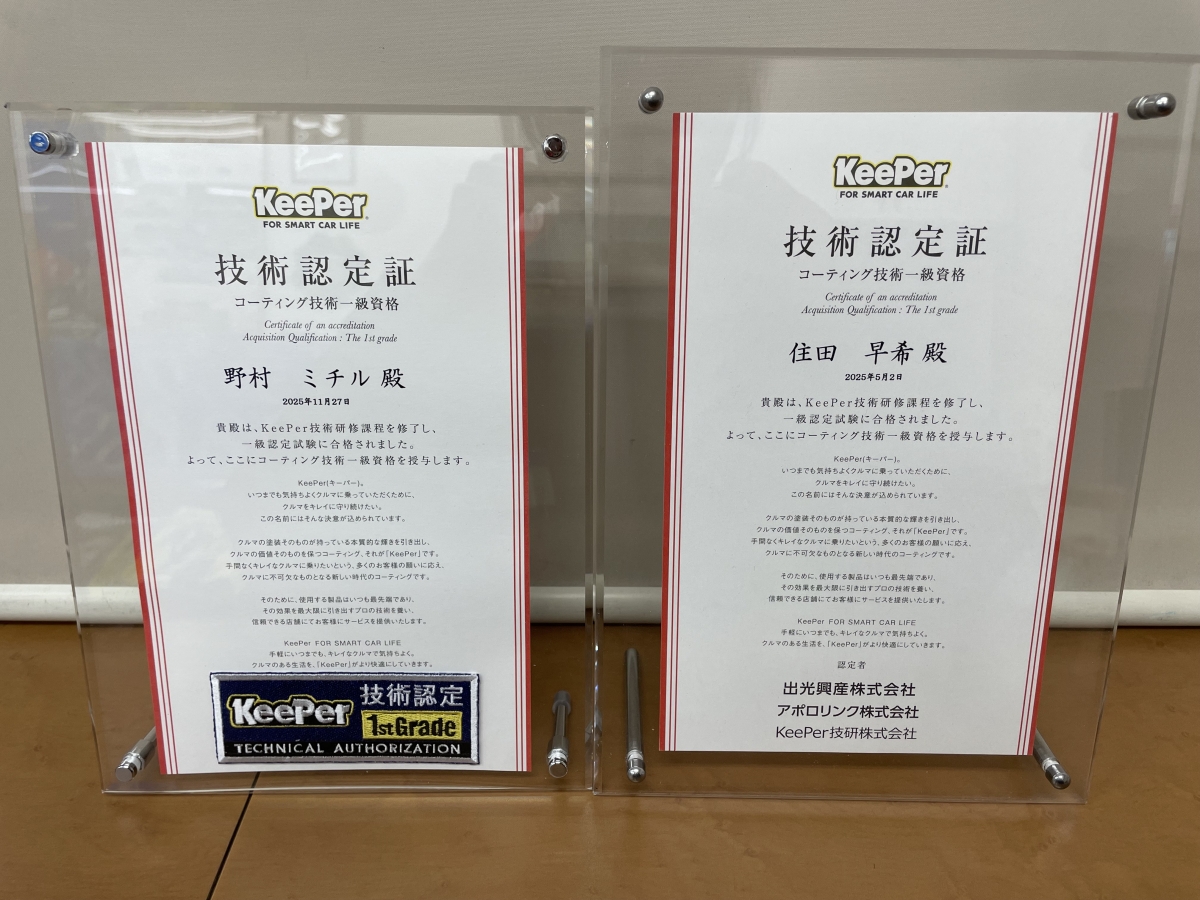 KeePer
FOR SMART CAR LIFE
技術認定証
コーティング技術一級資格
Certificate of an accreditation
Acquisition Qualification : The 1st grade
野村 ミチル 殿
2025年11月27日
貴殿は、KeePer技術研修課程を修了し、
一級認定試験に合格されました。
よって、ここにコーティング技術一級資格を授与します。
KeePer(キーパー)。
いつまでも気持ちよくクルマに乗っていただくために、
クルマをキレイに守り続けたい。
この名前にはそんな決意が込められています。
クルマの塗装そのものが持っている本質的な輝きを引き出し、
クルマの価値そのものを保つコーティング、それが「KeePer」です。
手間なくキレイなクルマに乗りたいという、多くのお客様の願いに応え、
クルマに不可欠なものとなる新しい時代のコーティングです。
そのために、使用する製品はいつも最先端であり、
その効果を最大限に引き出すプロの技術を養い、
信頼できる店舗にてお客様にサービスを提供いたします。
KeePer FOR SMART CAR LIFE
手軽にいつまでも、キレイなクルマで気持ちよく。
クルマのある生活を、「KeePer」がより快適にしていきます。
KeePer 技術認定
1st Grade
TECHNICAL AUTHORIZATION
KeePer
FOR SMART CAR LIFE
技術認定証
コーティング技術一級資格
Certificate of an accreditation
Acquisition Qualification : The 1st grade
住田 早希 殿
2025年5月2日
貴殿は、KeePer技術研修課程を修了し、
一級認定試験に合格されました。
よって、ここにコーティング技術一級資格を授与します。
KeePer(キーパー)。
いつまでも気持ちよくクルマに乗っていただくために、
クルマをキレイに守り続けたい。
この名前にはそんな決意が込められています。
クルマの塗装そのものが持っている本質的な輝きを引き出し、
クルマの価値そのものを保つコーティング、それが「KeePer」です。
手間なくキレイなクルマに乗りたいという、多くのお客様の願いに応え、
クルマに不可欠なものとなる新しい時代のコーティングです。
そのために、使用する製品はいつも最先端であり、
その効果を最大限に引き出すプロの技術を養い、
信頼できる店舗にてお客様にサービスを提供いたします。
KeePer FOR SMART CAR LIFE
手軽にいつまでも、キレイなクルマで気持ちよく。
クルマのある生活を、「KeePer」がより快適にしていきます。
認定者
出光興産株式会社
アポロリンク株式会社
KeePer技研株式会社